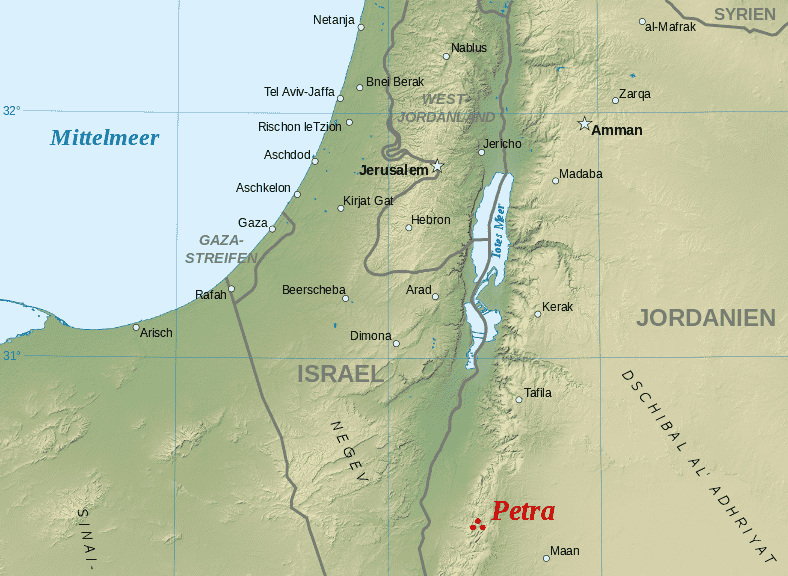 SYRIEN
Netanja
al-Mafrak
Nablus
Bnei Berak
Tel Aviv-Jaffa
Zarqa
WEST-
JORDANLAND
32°
Rischon leTzion
Amman
Mittelmeer
Jericho
Aschdod
Jerusalem
Madaba
Aschkelon
Kirjat Gat
Hebron
Gaza
Totes Meer
GAZA-
STREIFEN
Rafah
Beerscheba
Arad
Kerak
JORDANIEN
Arisch
Dimona
31°
ISRAEL
Tafila
DSCHIBAL AL' ADHRIYAT
NEGEV
Petra
SINAI-
Maan